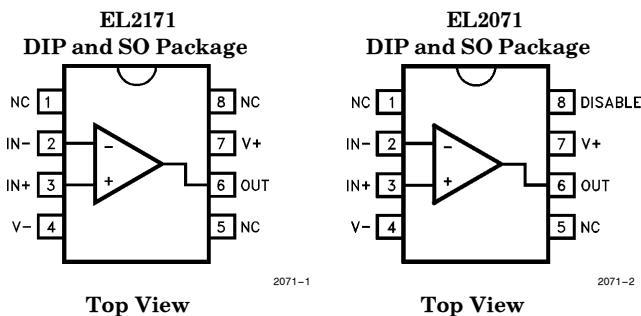 EL2171
DIP and SO Package
NC 1
8 NC
IN- 2
-
7 V+
IN+ 3
+
6 OUT
V- 4
5 NC
2071-1
Top View
EL2071
DIP and SO Package
NC 1
8 DISABLE
IN- 2
-
7 V+
IN+ 3
+
6 OUT
V- 4
5 NC
2071-2
Top View